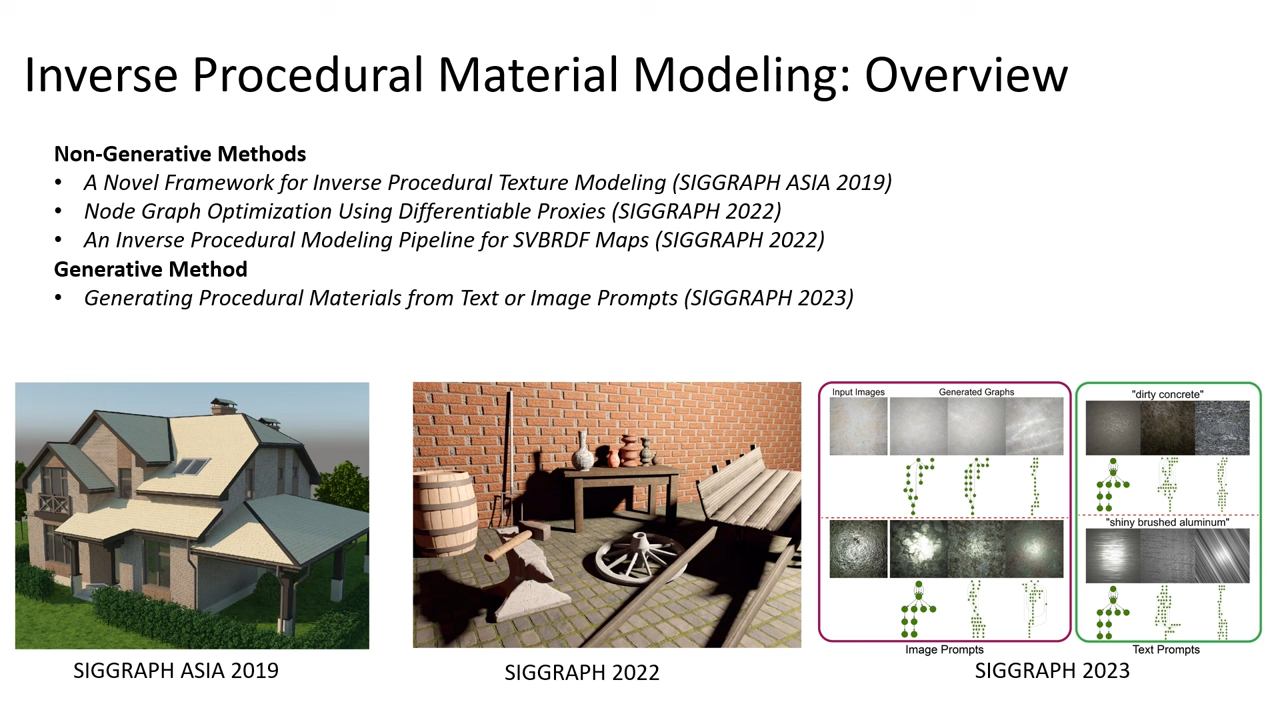 Inverse Procedural Material Modeling: Overview
Non-Generative Methods
• A Novel Framework for Inverse Procedural Texture Modeling (SIGGRAPH ASIA 2019)
• Node Graph Optimization Using Differentiable Proxies (SIGGRAPH 2022)
• An Inverse Procedural Modeling Pipeline for SVBRDF Maps (SIGGRAPH 2022)
Generative Method
• Generating Procedural Materials from Text or Image Prompts (SIGGRAPH 2023)
Input Images
Generated Graphs
"dirty concrete"
"shiny brushed aluminum"
Image Prompts
Text Prompts
SIGGRAPH ASIA 2019
SIGGRAPH 2022
SIGGRAPH 2023